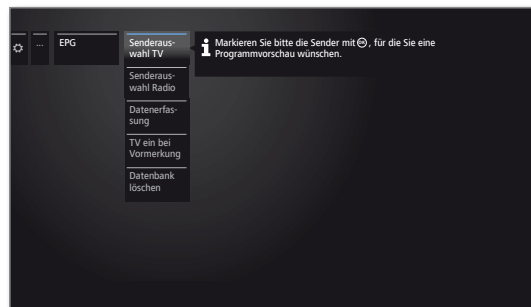 ...
EPG
Senderaus-
wahl TV
Markieren Sie bitte die Sender mit OK, für die Sie eine
Programmvorschau wünschen.
Senderaus-
wahl Radio
Datenerfas-
sung
TV ein bei
Vormerkung
Datenbank
löschen